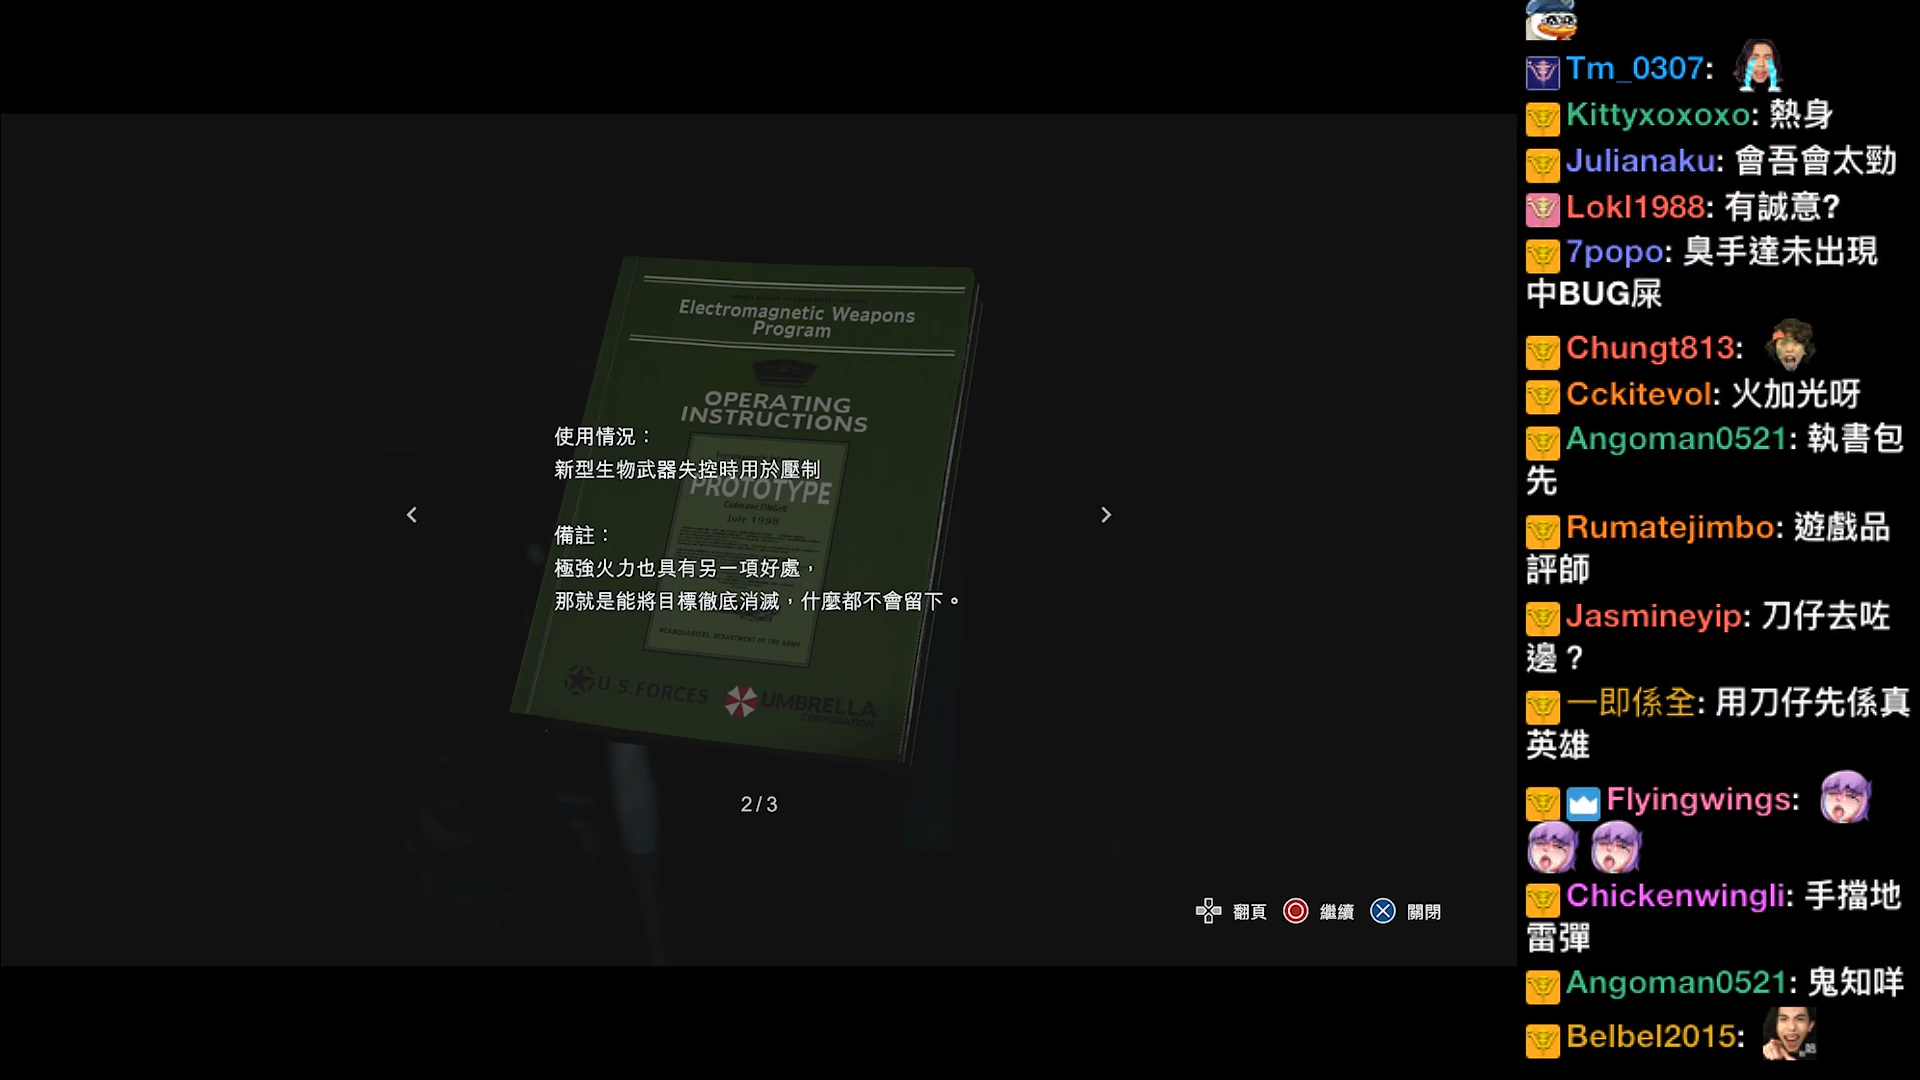 Electromagnetic Weapons
Program
OPERATING
INSTRUCTIONS
使用情況：
新型生物武器失控時用於壓制
PROTOTYPE
July 1998
備註：
極強火力也具有另一項好處，
那就是能將目標徹底消滅，什麼都不會留下。
HEADQUARTERS, DEPARTMENT OF THE ARMY
U.S.FORCES
UMBRELLA
CORPORATION
2/3
翻頁
繼續
關閉
Tm_0307:
Kittyxoxoxo: 熱身
Julianaku: 會吾會太勁
Lokl1988: 有誠意?
7popo: 臭手達未出現
中BUG屎
Chungt813:
Cckitevol: 火加光呀
Angoman0521: 執書包
先
Rumatejimbo: 遊戲品
評師
Jasmineyip: 刀仔去咗
邊？
一即係全: 用刀仔先係真
英雄
Flyingwings:
Chickenwingli: 手擋地
雷彈
Angoman0521: 鬼知咩
Belbel2015: